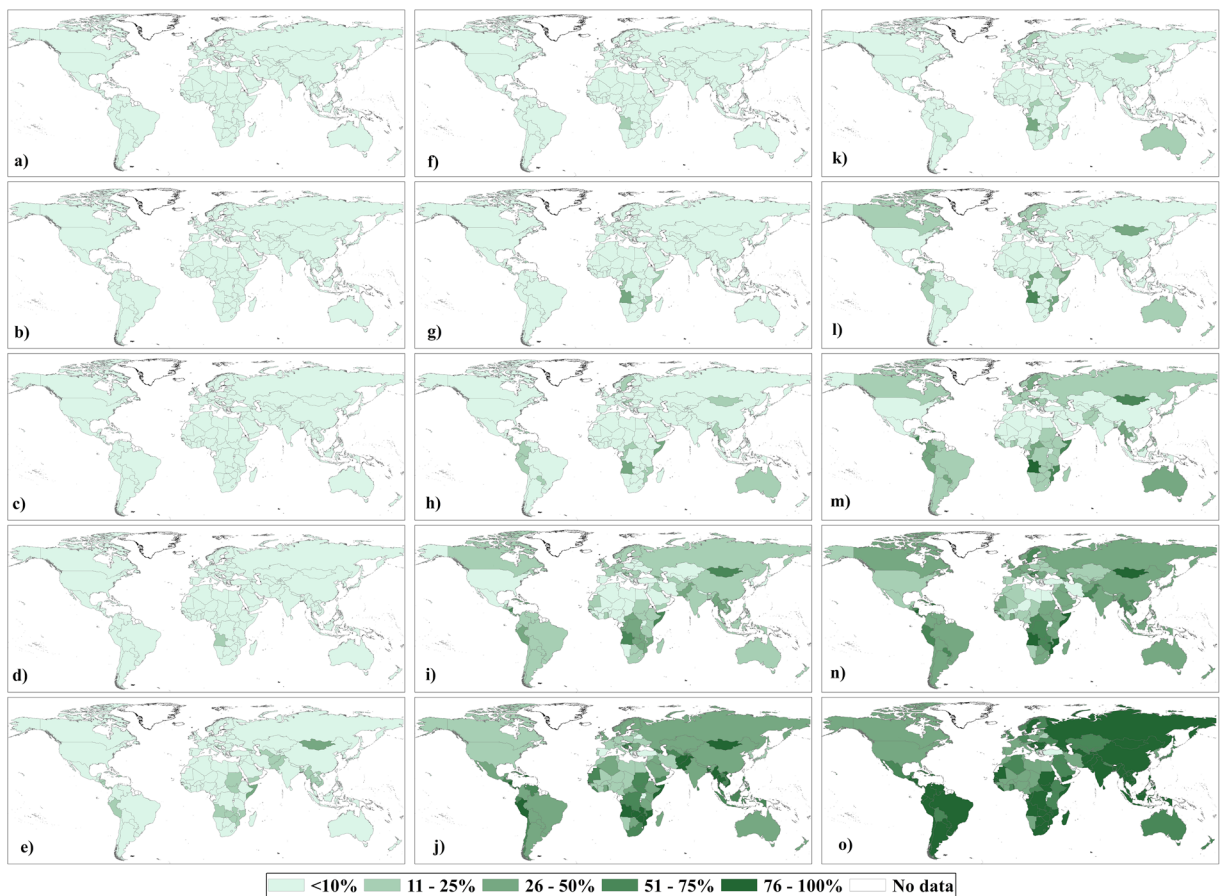 a)
f)
k)
b)
g)
l)
c)
h)
m)
d)
i)
n)
e)
j)
o)
<10% 11 - 25% 26 - 50% 51 - 75% 76 - 100% No data